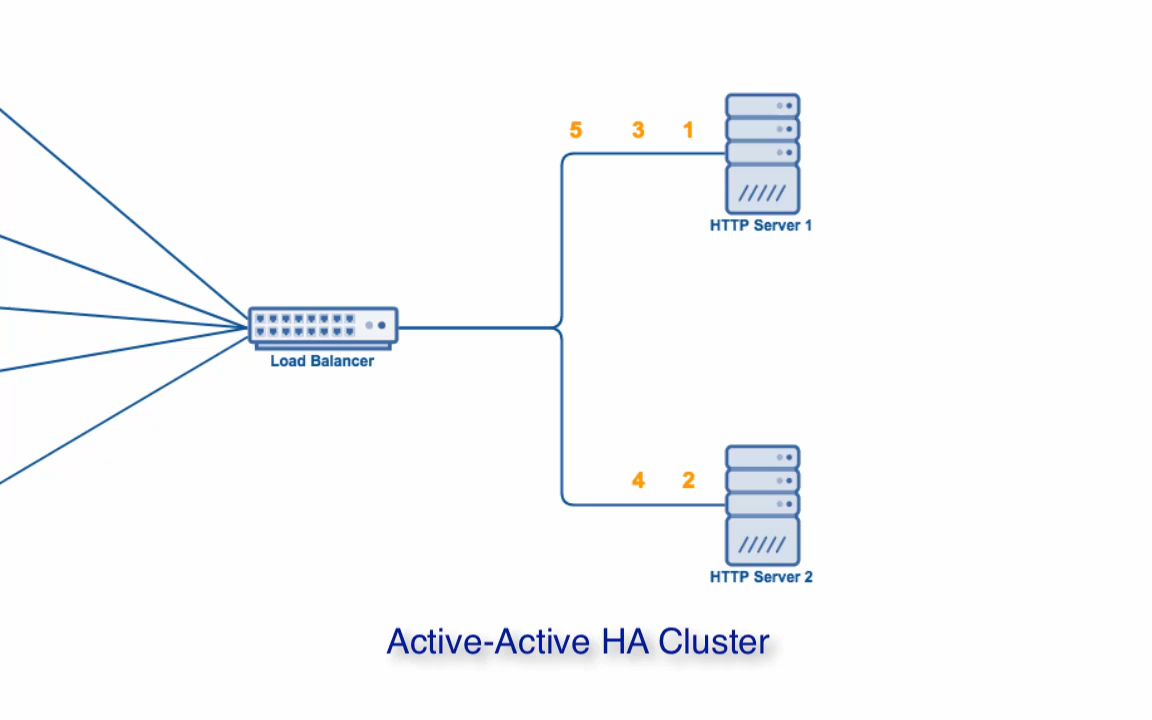 5 3 1
HTTP Server 1
Load Balancer
4 2
HTTP Server 2
Active-Active HA Cluster